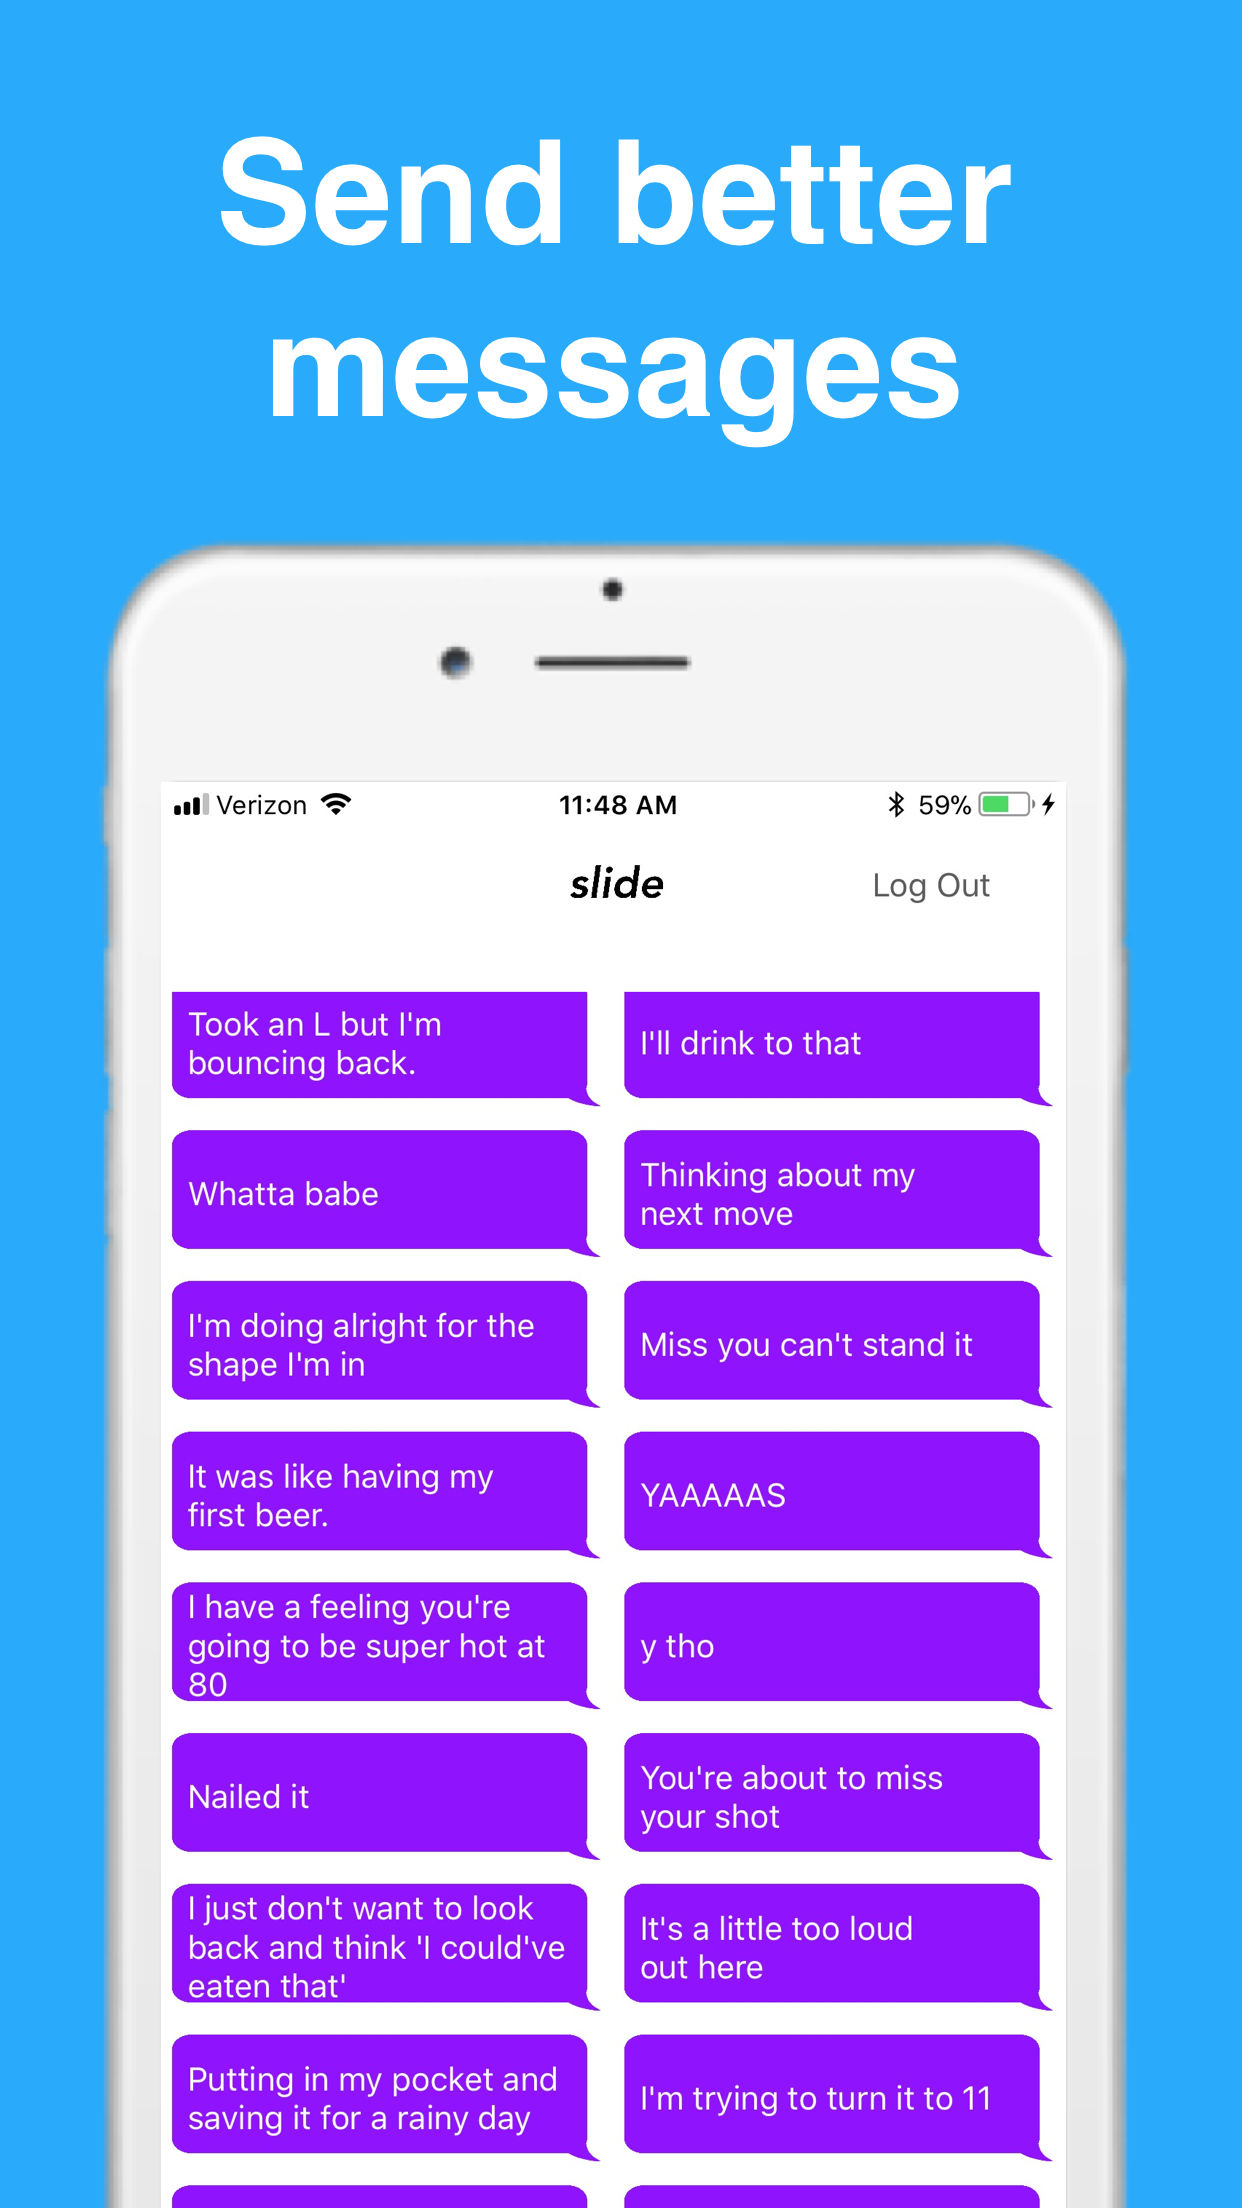 Send better
messages
Verizon 11:48 AM 59%
slide Log Out
Took an L but I'm
bouncing back.
I'll drink to that
Whatta babe
Thinking about my
next move
I'm doing alright for the
shape I'm in
Miss you can't stand it
It was like having my
first beer.
YAAAAAS
I have a feeling you're
going to be super hot at
80
y tho
Nailed it
You're about to miss
your shot
I just don't want to look
back and think 'I could've
eaten that'
It's a little too loud
out here
Putting in my pocket and
saving it for a rainy day
I'm trying to turn it to 11